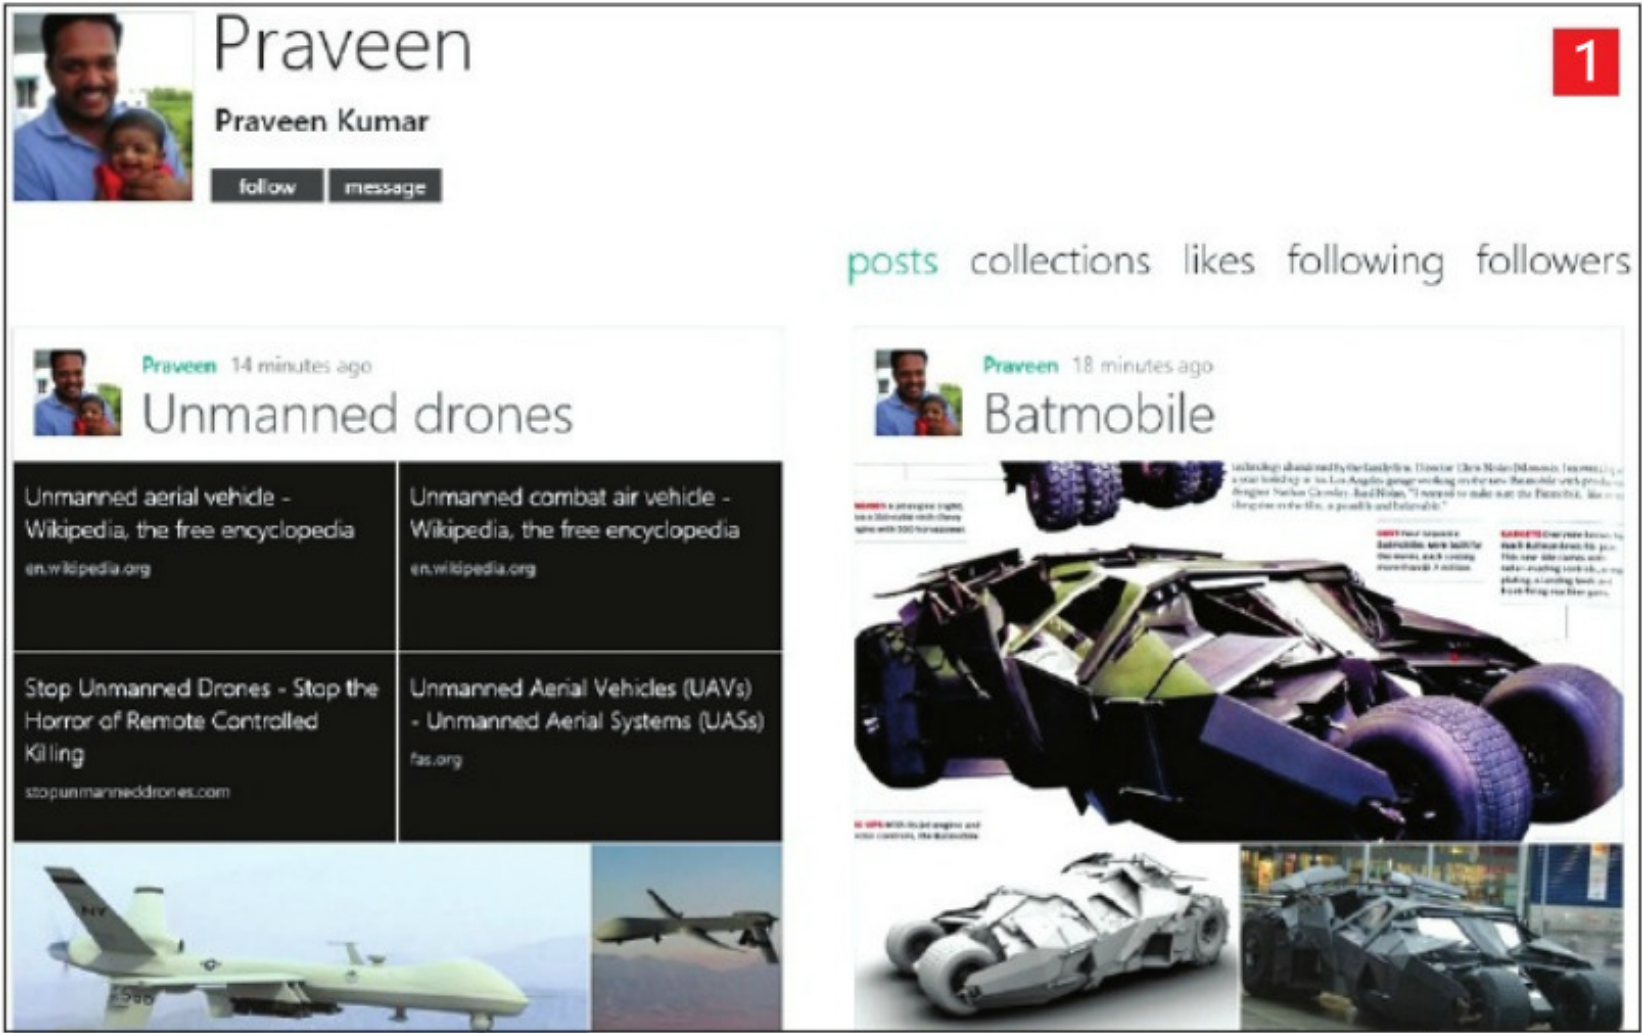 Praveen
1
Praveen Kumar
follow message
posts collections likes following followers
Praveen 14 minutes ago
Unmanned drones
Unmanned aerial vehicle -
Wikipedia, the free encyclopedia
en.wikipedia.org
Unmanned combat air vehicle -
Wikipedia, the free encyclopedia
en.wikipedia.org
Stop Unmanned Drones - Stop the
Horror of Remote Controlled
Killing
stopunmanneddrones.com
Unmanned Aerial Vehicles (UAVs)
- Unmanned Aerial Systems (UASs)
fas.org
Praveen 18 minutes ago
Batmobile